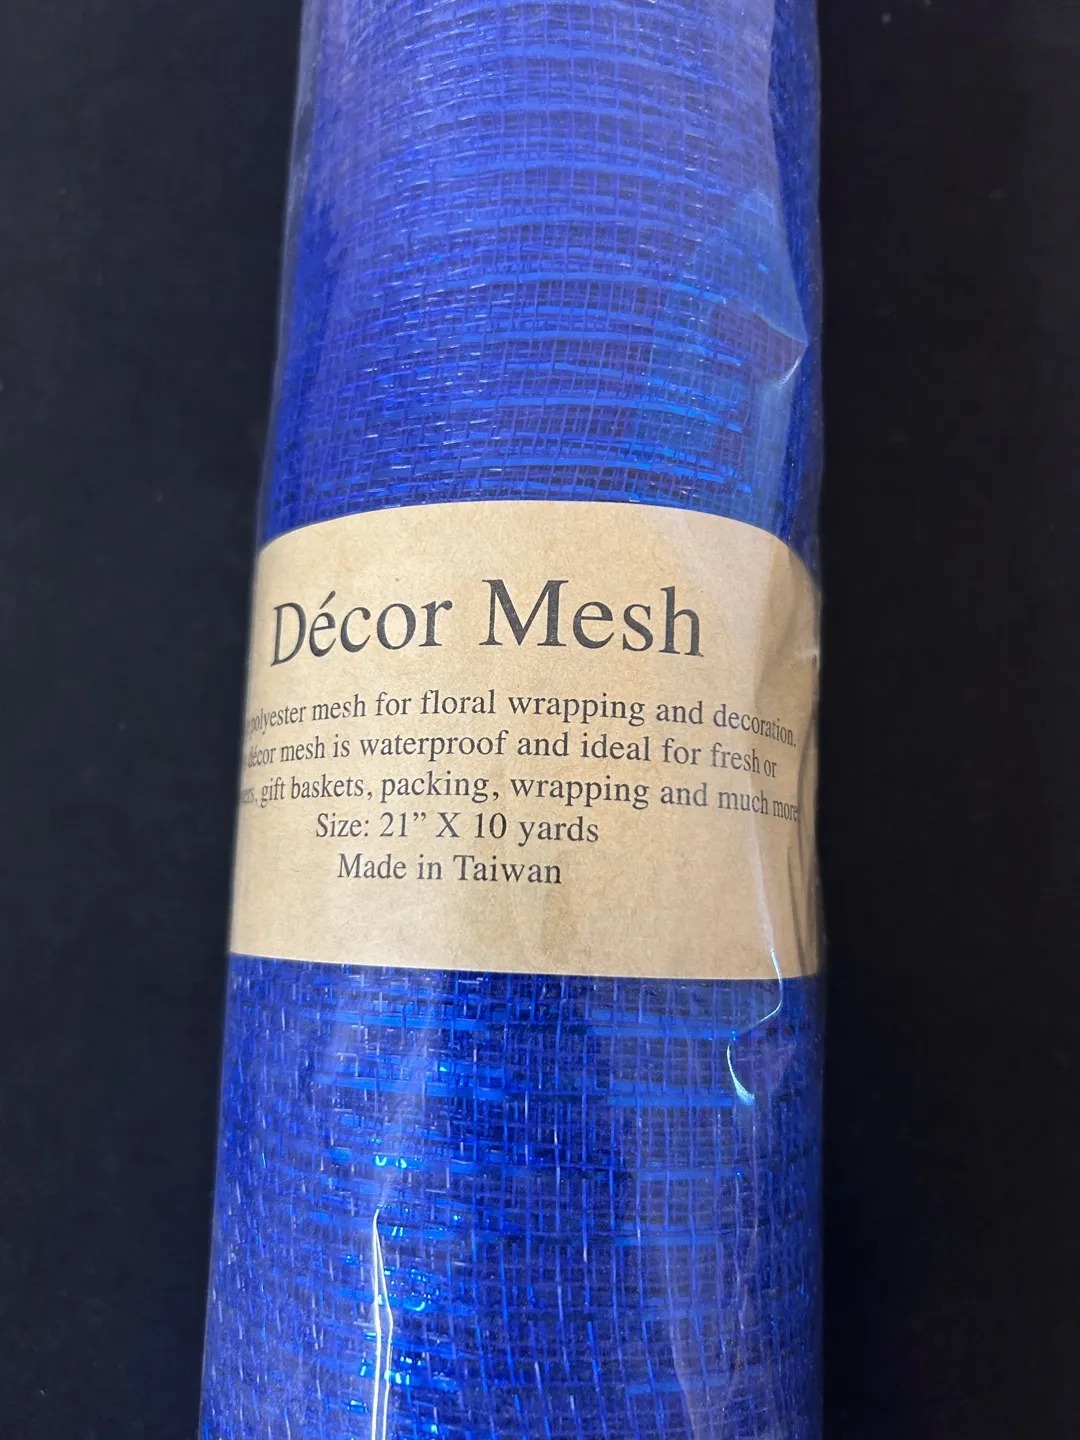 Décor Mesh
polyester mesh for floral wrapping and decoration.
décor mesh is waterproof and ideal for fresh or
gift baskets, packing, wrapping and much more
Size: 21” X 10 yards
Made in Taiwan